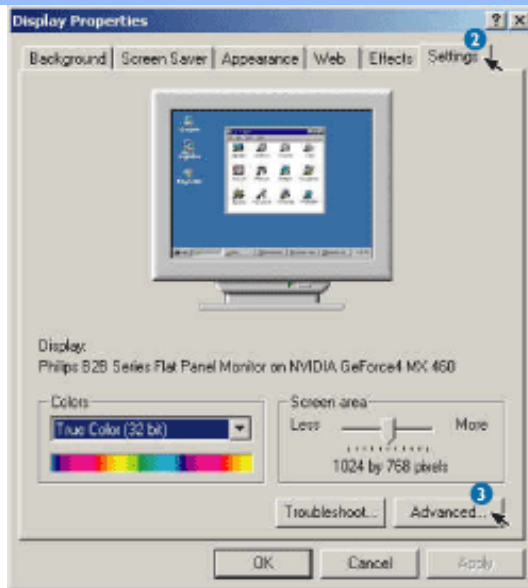 Display Properties
2
Background Screen Saver Appearance Web Effects Settings
Display:
Philips B2B Series Flat Panel Monitor on NVIDIA GeForce4 MX 460
Colors
True Color (32 bit)
Screen area
Less More
1024 by 768 pixels
3
Troubleshoot... Advanced...
OK Cancel Apply